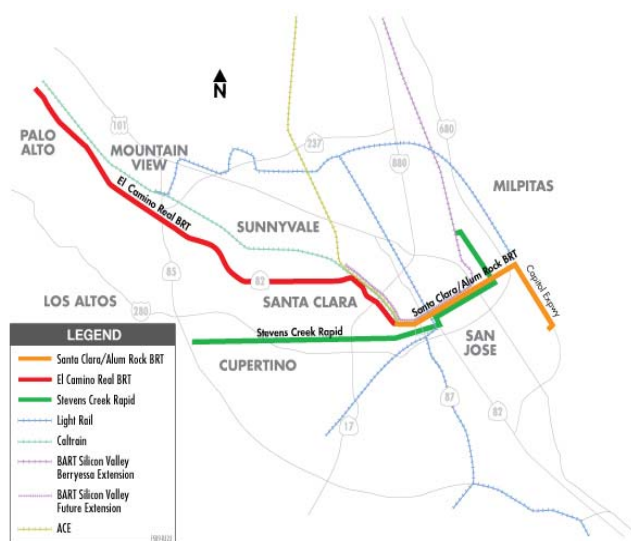 N
101
PALO
ALTO
MOUNTAIN
VIEW
237
680
880
MILPITAS
El Camino Real BRT
SUNNYVALE
85
82
Santa Clara/Alum Rock BRT
Capitol Expwy
LOS ALTOS
280
SANTA CLARA
Stevens Creek Rapid
SAN
JOSE
CUPERTINO
87
82
17
LEGEND
Santa Clara/Alum Rock BRT
El Camino Real BRT
Stevens Creek Rapid
Light Rail
Caltrain
BART Silicon Valley
Berryessa Extension
BART Silicon Valley
Future Extension
ACE